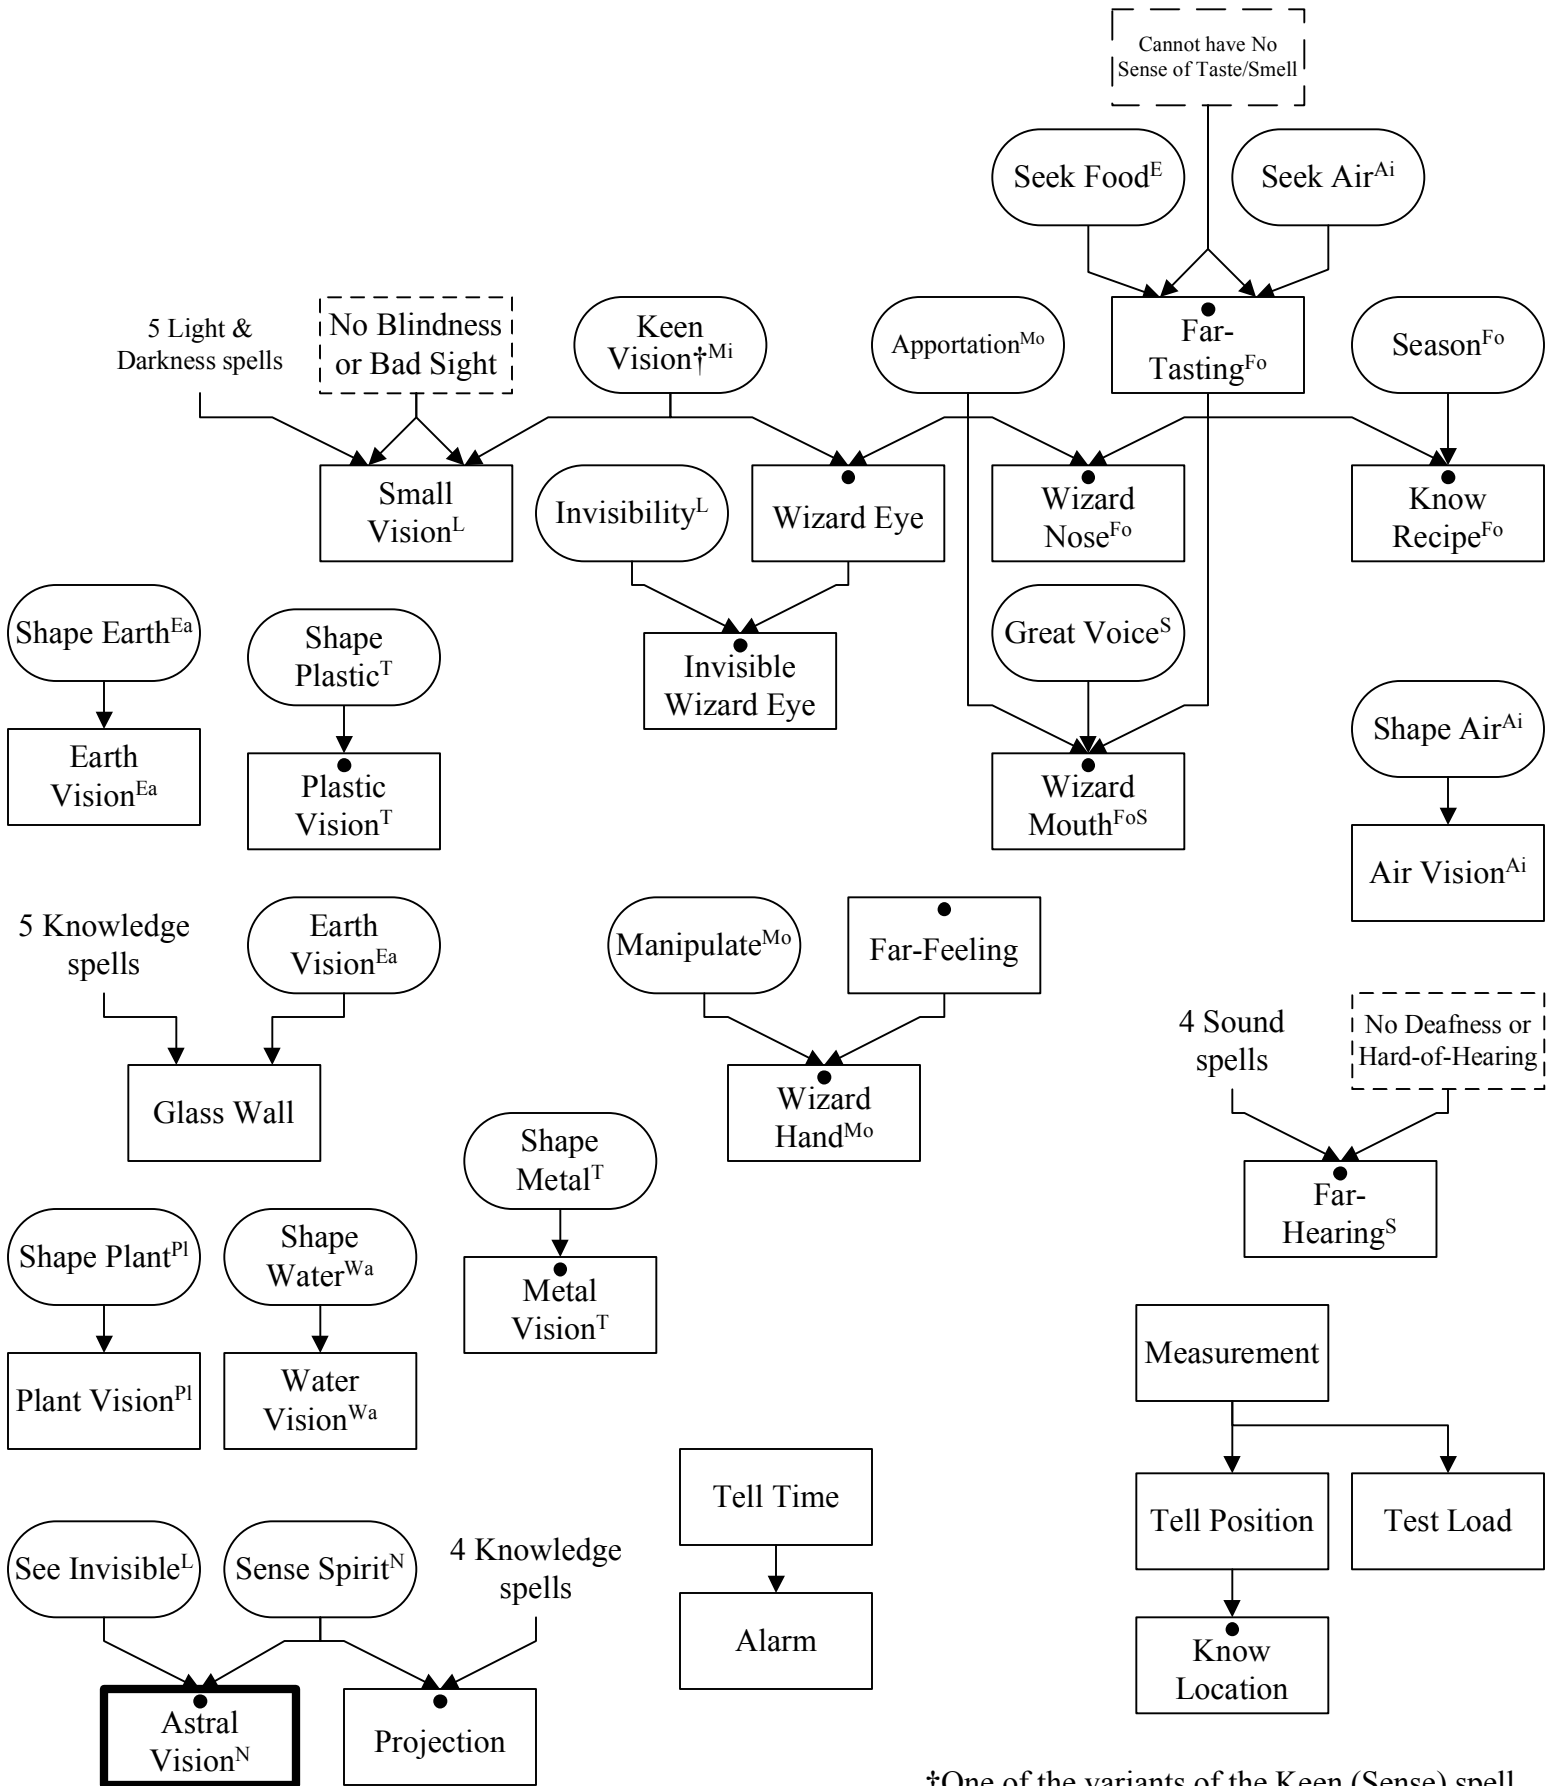 Cannot have No
Sense of Taste/Smell
Seek Food^E
Seek Air^Ai
5 Light &
Darkness spells
No Blindness
or Bad Sight
Keen
Vision†^Mi
Apportation^Mo
Far-
Tasting^Fo
Season^Fo
Small
Vision^L
Invisibility^L
Wizard Eye
Wizard
Nose^Fo
Know
Recipe^Fo
Shape Earth^Ea
Shape
Plastic^T
Invisible
Wizard Eye
Great Voice^S
Earth
Vision^Ea
Plastic
Vision^T
Wizard
Mouth^FoS
Shape Air^Ai
Air Vision^Ai
5 Knowledge
spells
Earth
Vision^Ea
Manipulate^Mo
Far-Feeling
4 Sound
spells
No Deafness or
Hard-of-Hearing
Glass Wall
Wizard
Hand^Mo
Shape
Metal^T
Far-
Hearing^S
Shape Plant^Pl
Shape
Water^Wa
Metal
Vision^T
Measurement
Plant Vision^Pl
Water
Vision^Wa
Tell Time
Tell Position
Test Load
See Invisible^L
Sense Spirit^N
4 Knowledge
spells
Alarm
Know
Location
Astral
Vision^N
Projection
†One of the variants of the Keen (Sense) spell